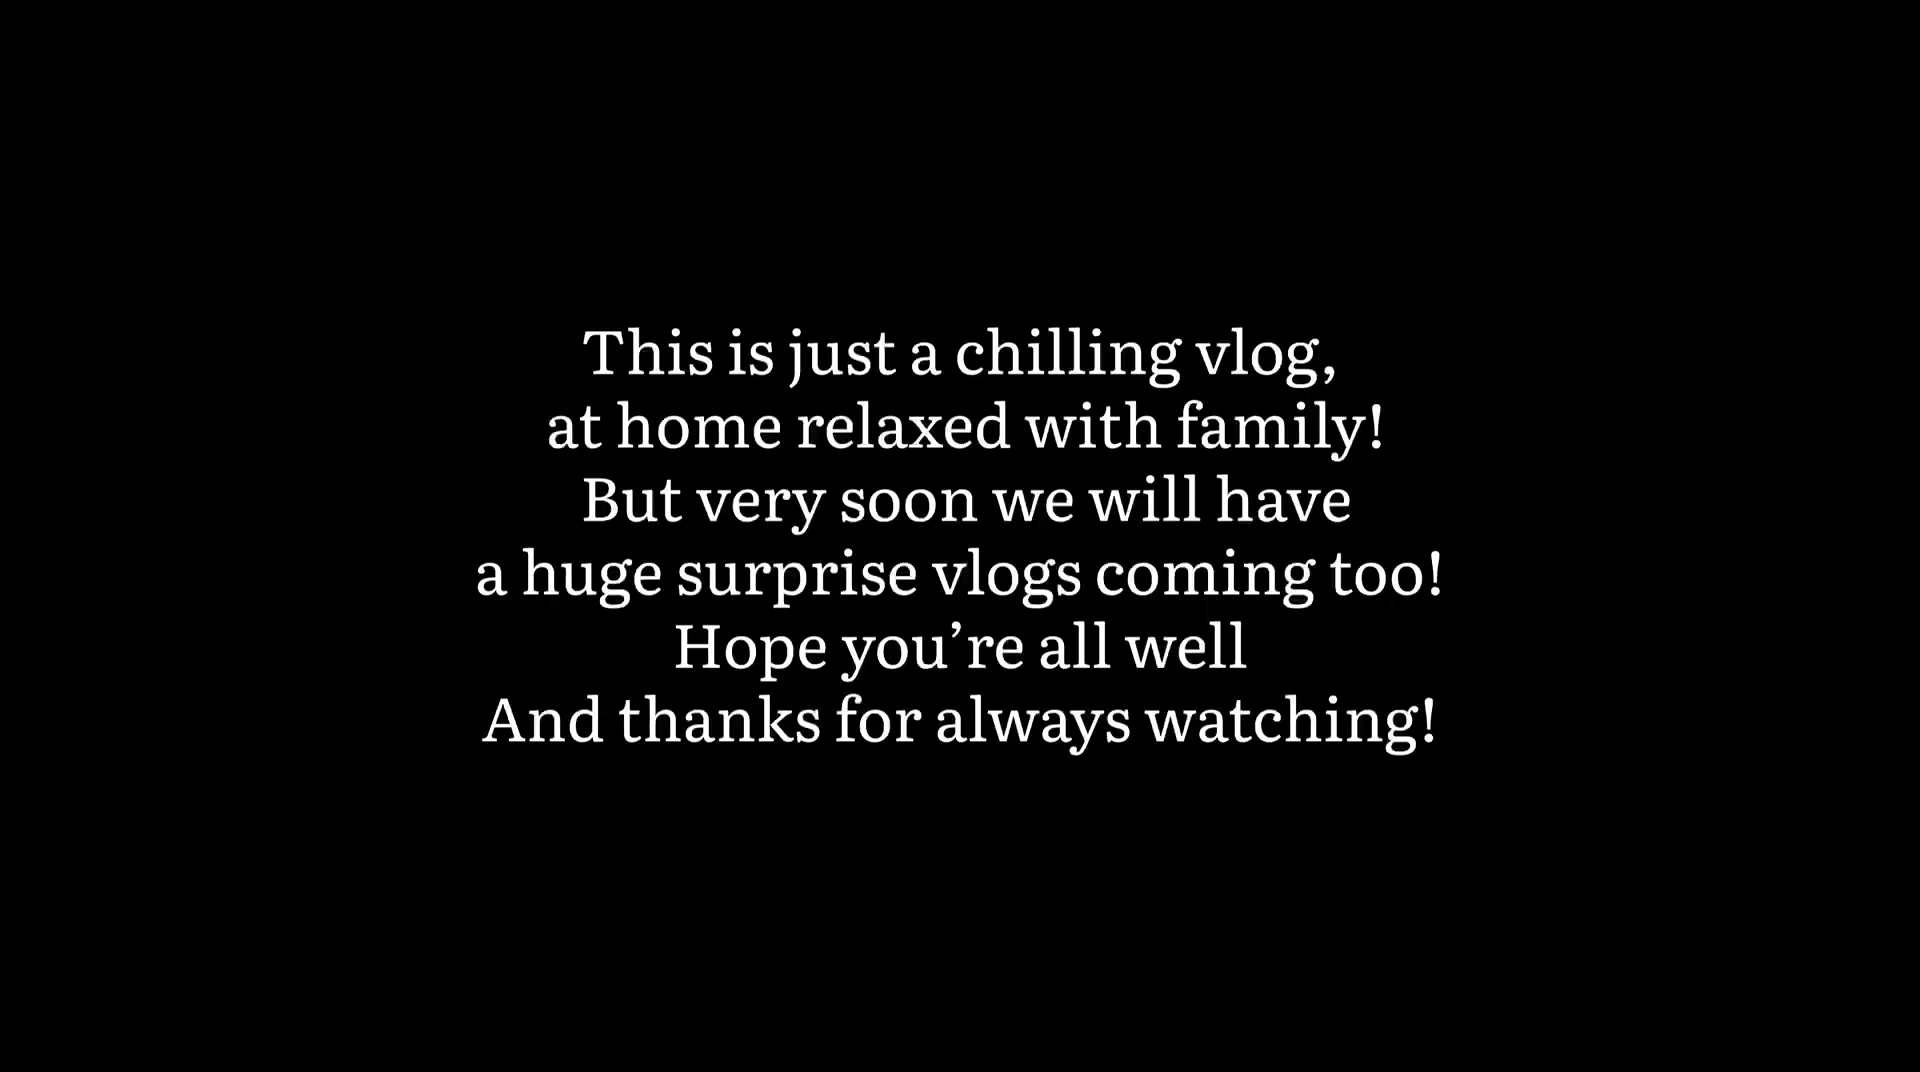 This is just a chilling vlog,
at home relaxed with family!
But very soon we will have
a huge surprise vlogs coming too!
Hope you’re all well
And thanks for always watching!